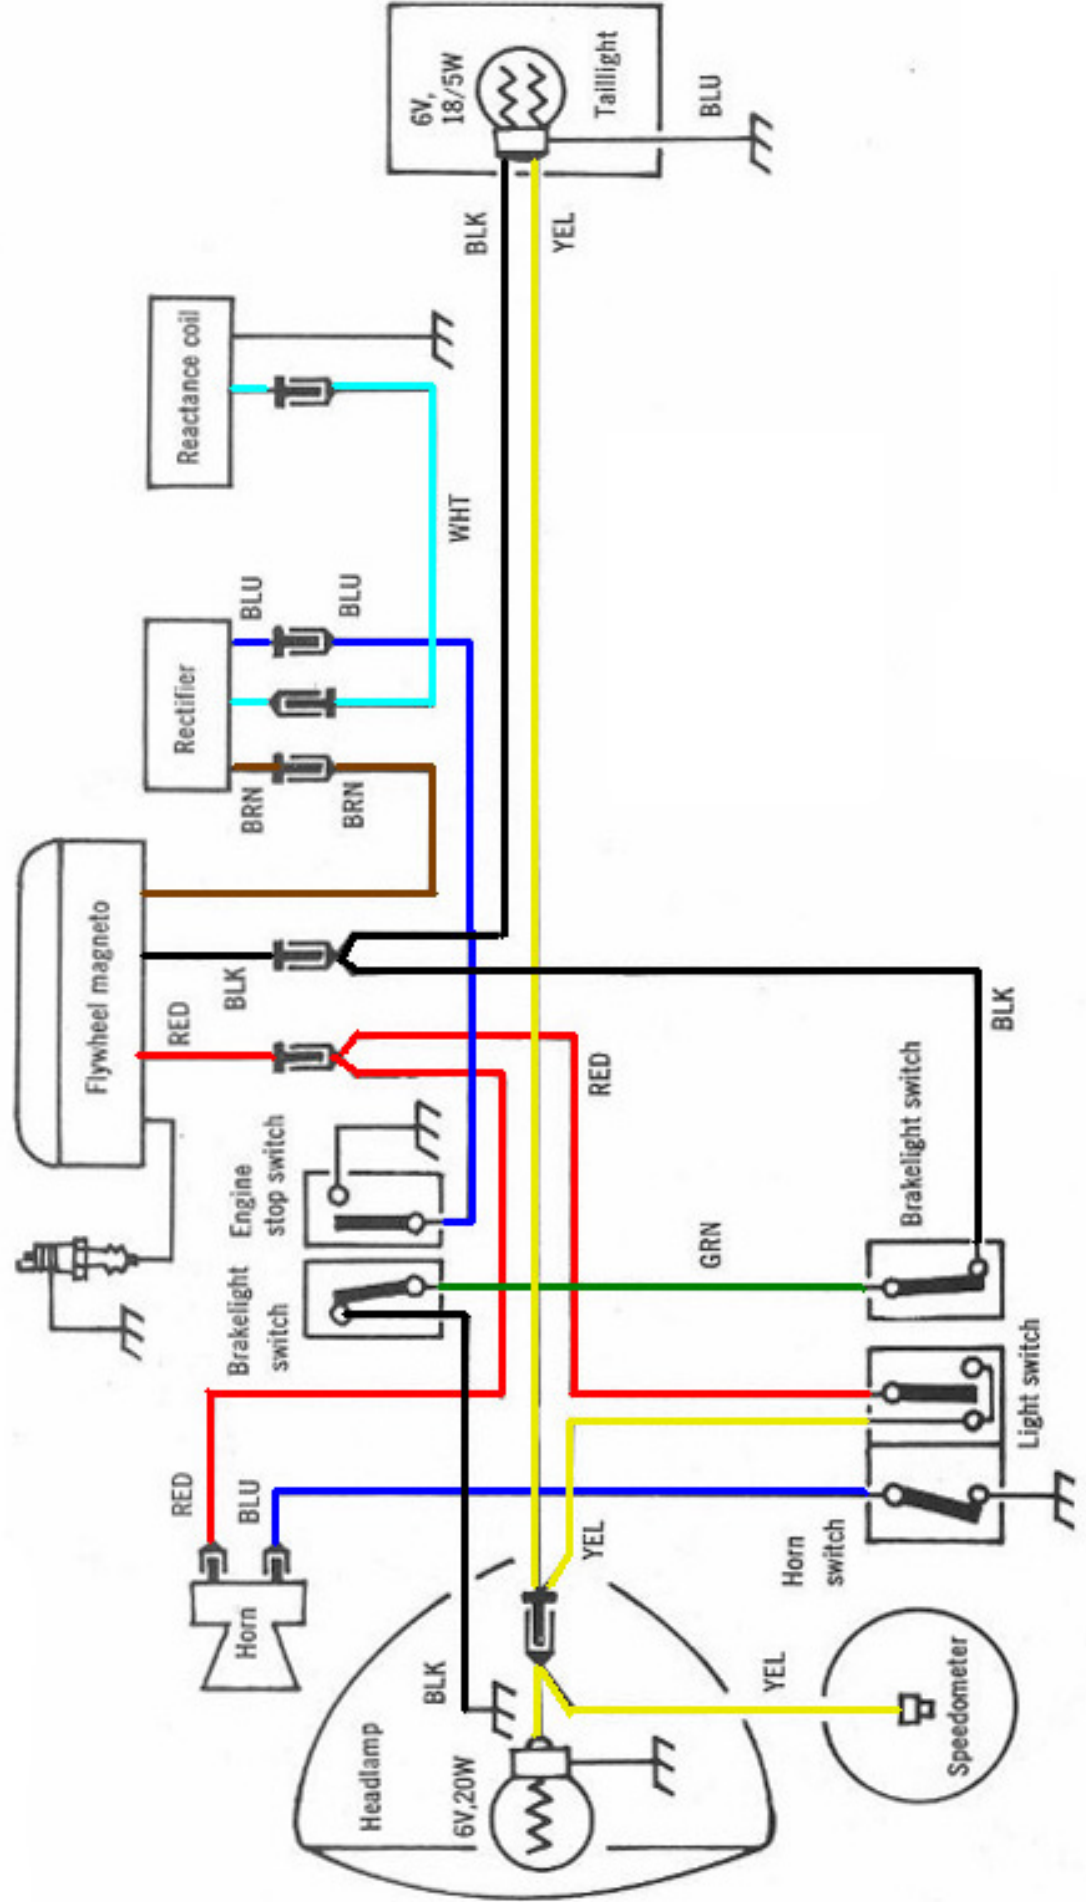 6V,
18/5W
Taillight
BLU
BLK
YEL
Reactance coil
WHT
BLU
BLU
Rectifier
BRN
BRN
Flywheel magneto
BLK
RED
RED
BLK
Engine
stop switch
Brakelight
switch
Brakelight switch
GRN
Light switch
RED
BLU
Horn
YEL
Horn
switch
BLK
YEL
Headlamp
6V,20W
Speedometer